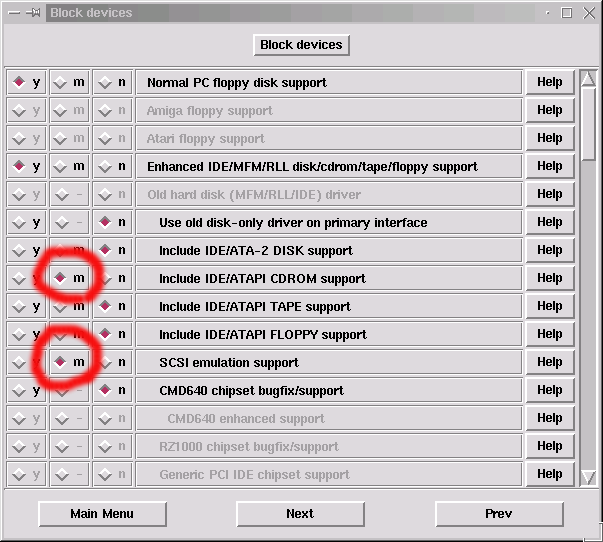 Block devices
Block devices
y m n Normal PC floppy disk support Help
y m n Amiga floppy support Help
y m n Atari floppy support Help
y m n Enhanced IDE/MFM/RLL disk/cdrom/tape/floppy support Help
y - n Old hard disk (MFM/RLL/IDE) driver Help
y - n Use old disk-only driver on primary interface Help
y m n Include IDE/ATA-2 DISK support Help
y m n Include IDE/ATAPI CDROM support Help
y m n Include IDE/ATAPI TAPE support Help
y m n Include IDE/ATAPI FLOPPY support Help
y m n SCSI emulation support Help
y - n CMD640 chipset bugfix/support Help
y - n CMD640 enhanced support Help
y - n RZ1000 chipset bugfix/support Help
y - n Generic PCI IDE chipset support Help
Main Menu Next Prev